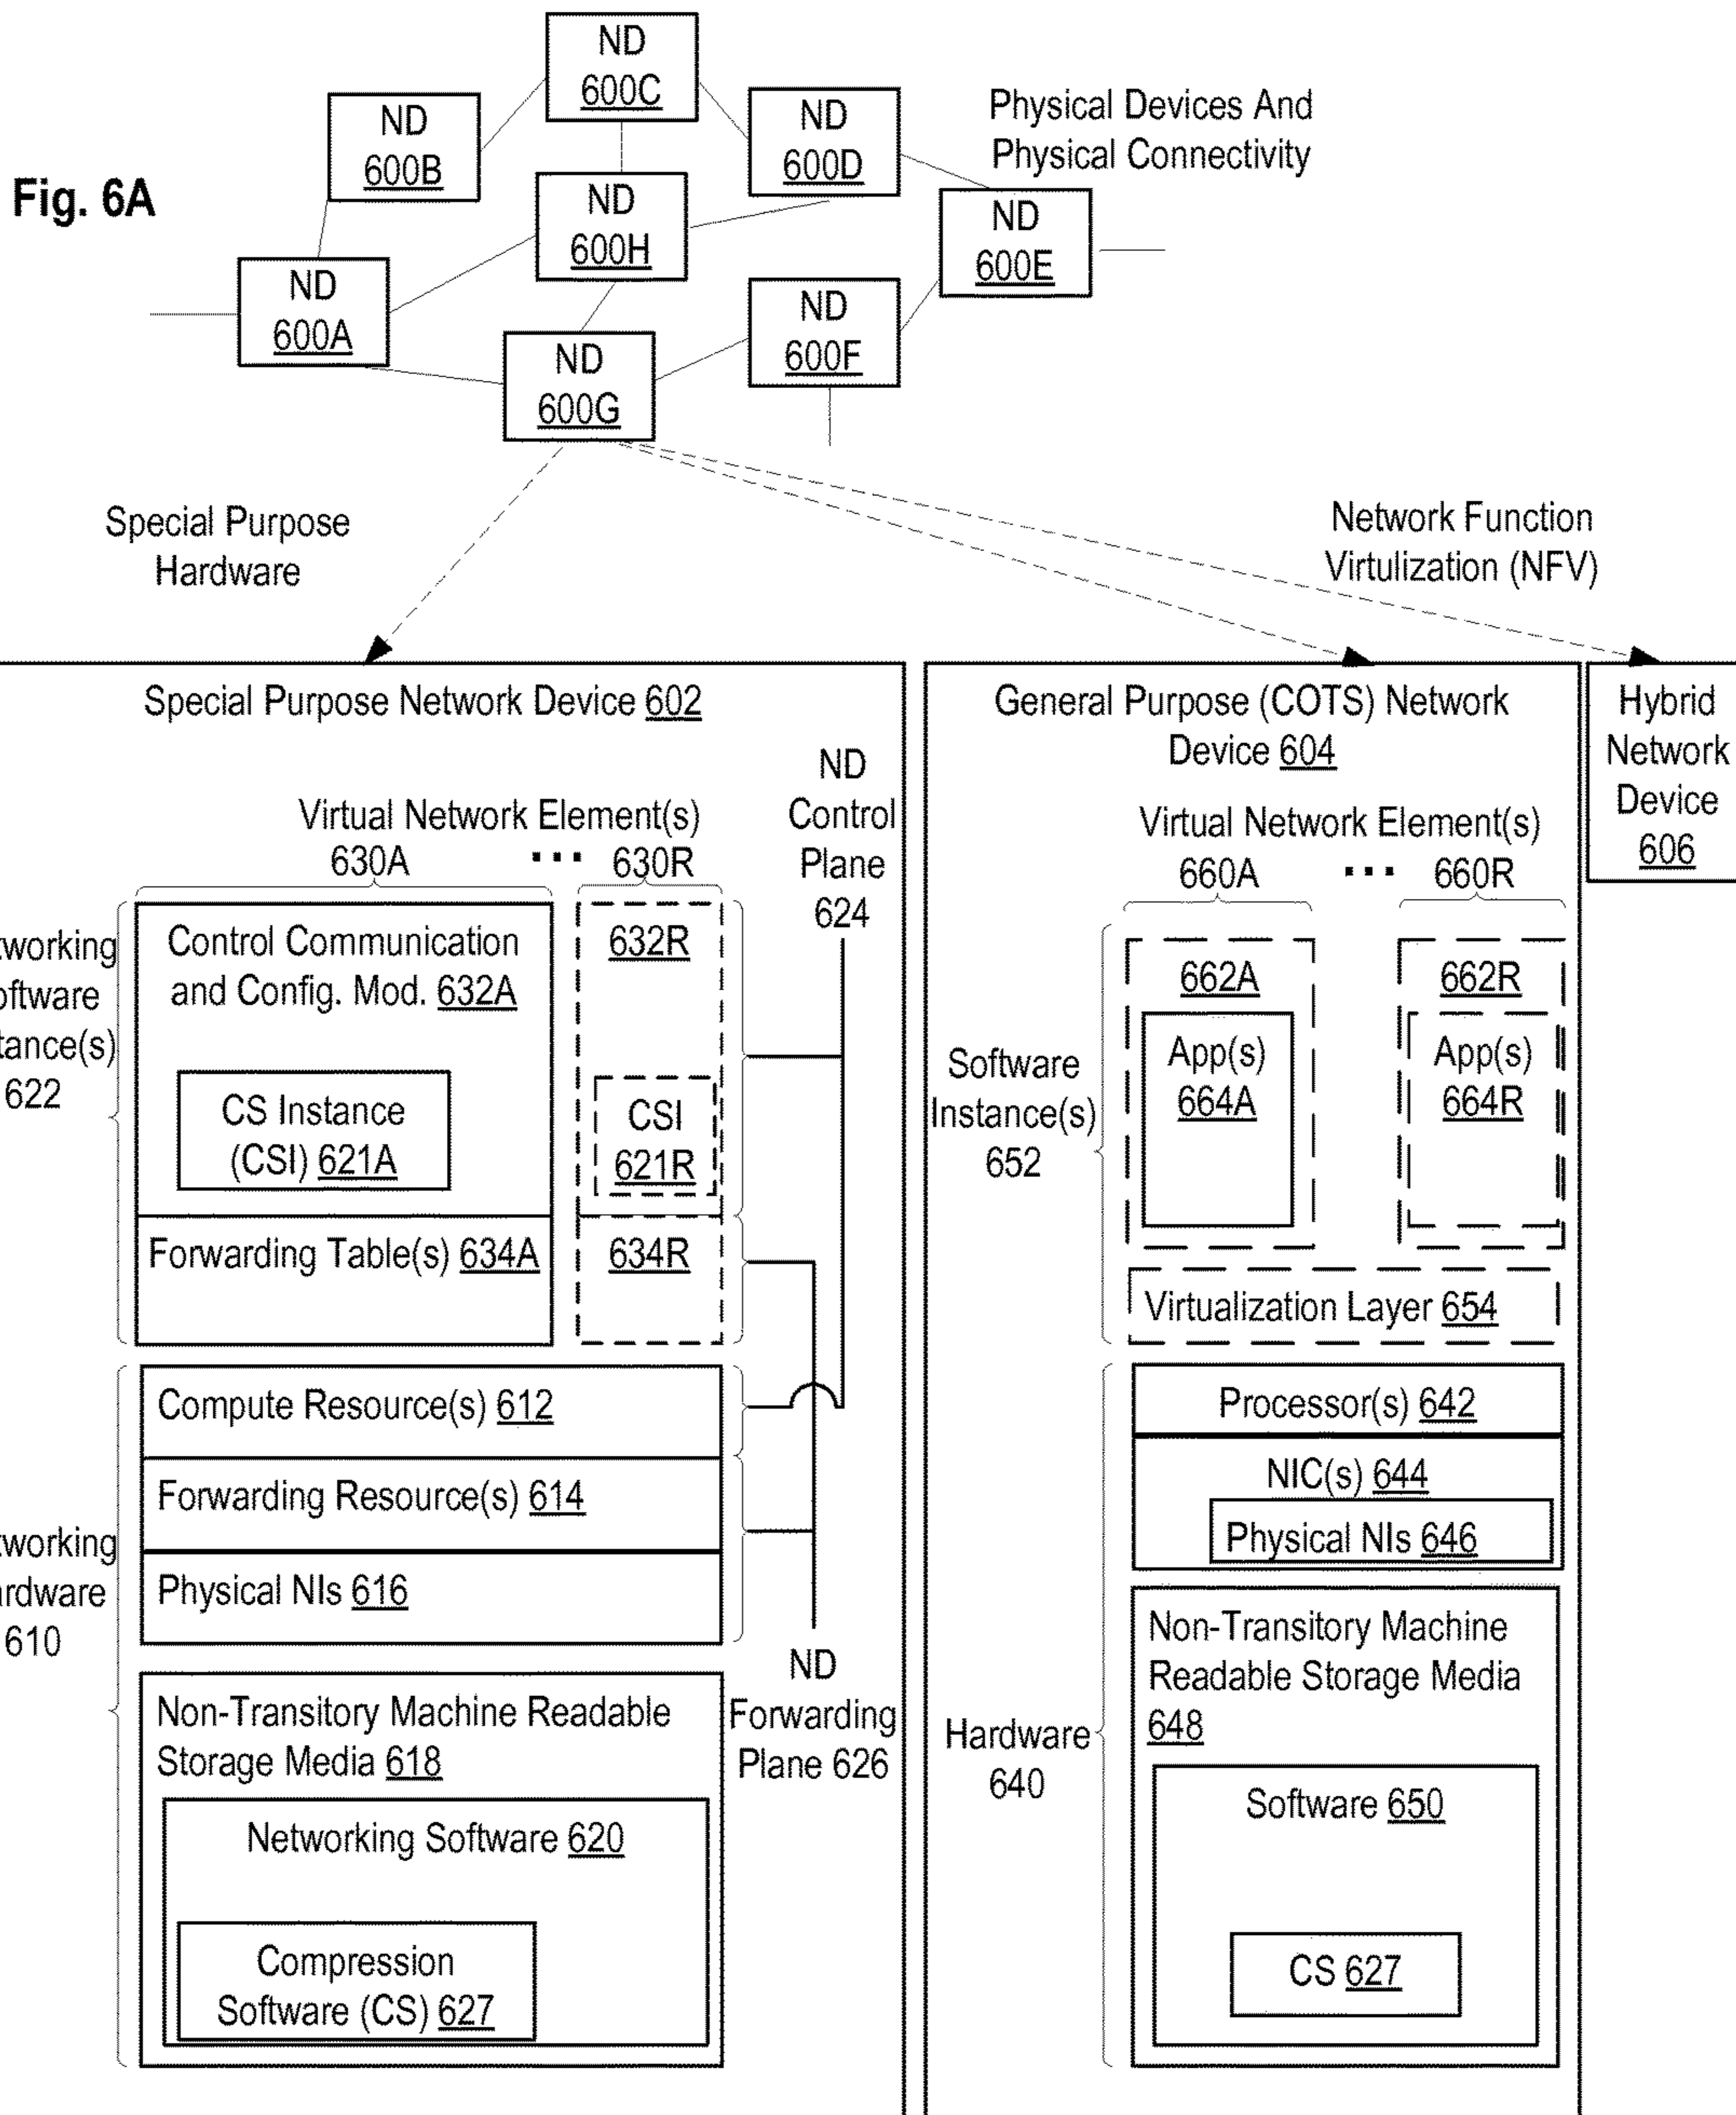 ND
600C
ND
600B
ND
600D
Physical Devices And
Physical Connectivity
Fig. 6A
ND
600H
ND
600E
ND
600A
ND
600F
ND
600G
Special Purpose
Hardware
Network Function
Virtulization (NFV)
Special Purpose Network Device 602
ND
Control
Plane
624
Virtual Network Element(s)
630A ... 630R
tworking
oftware
tance(s)
622
Control Communication
and Config. Mod. 632A
632R
CS Instance
(CSI) 621A
CSI
621R
Forwarding Table(s) 634A
634R
tworking
ardware
610
Compute Resource(s) 612
Forwarding Resource(s) 614
Physical NIs 616
ND
Forwarding
Plane 626
Non-Transitory Machine Readable
Storage Media 618
Networking Software 620
Compression
Software (CS) 627
General Purpose (COTS) Network
Device 604
Virtual Network Element(s)
660A ... 660R
Software
Instance(s)
652
662A
App(s)
664A
662R
App(s)
664R
Virtualization Layer 654
Hardware
640
Processor(s) 642
NIC(s) 644
Physical NIs 646
Non-Transitory Machine
Readable Storage Media
648
Software 650
CS 627
Hybrid
Network
Device
606